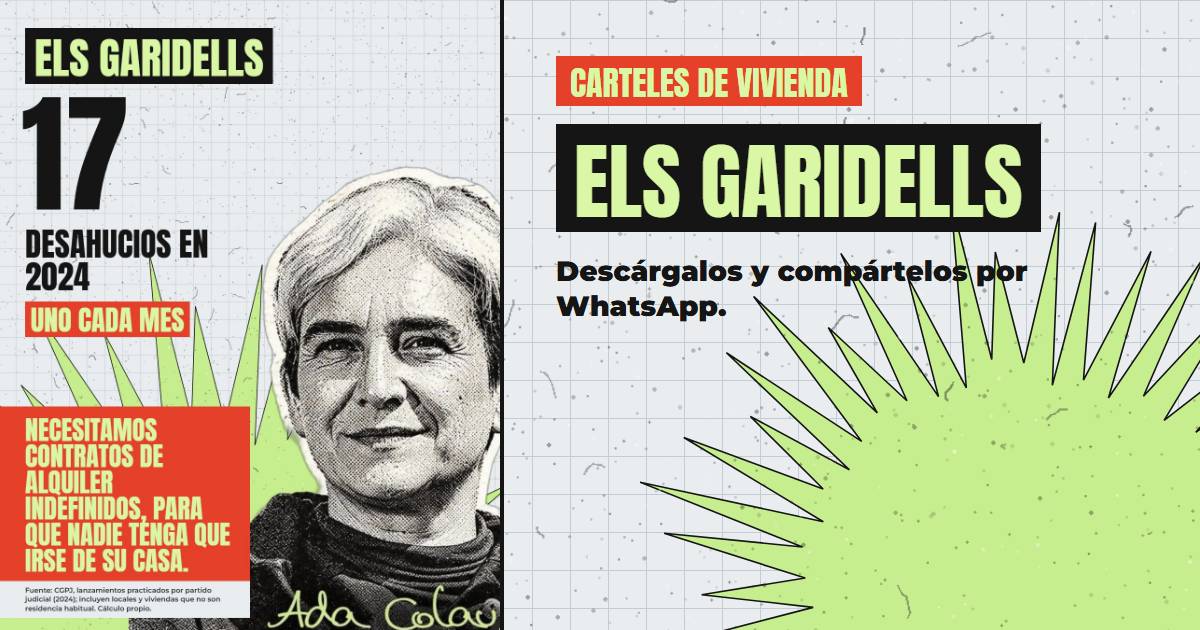 ELS GARIDELLS
17
DESAHUCIOS EN
2024
UNO CADA MES
NECESITAMOS
CONTRATOS DE
ALQUILER
INDEFINIDOS, PARA
QUE NADIE TENGA QUE
IRSE DE SU CASA.
Fuente: CGPJ, lanzamientos practicados por partido
judicial (2024); incluyen locales y viviendas que no son
residencia habitual. Cálculo propio.
Ada Colau
CARTELES DE VIVIENDA
ELS GARIDELLS
Descárgalos y compártelos por
WhatsApp.